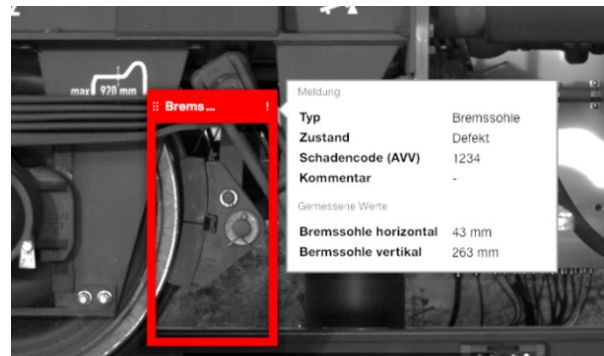 max 920 mm
Brems... !
Meldung
Typ Bremssohle
Zustand Defekt
Schadencode (AVV) 1234
Kommentar -
Gemessene Werte
Bremssohle horizontal 43 mm
Bermssohle vertikal 263 mm